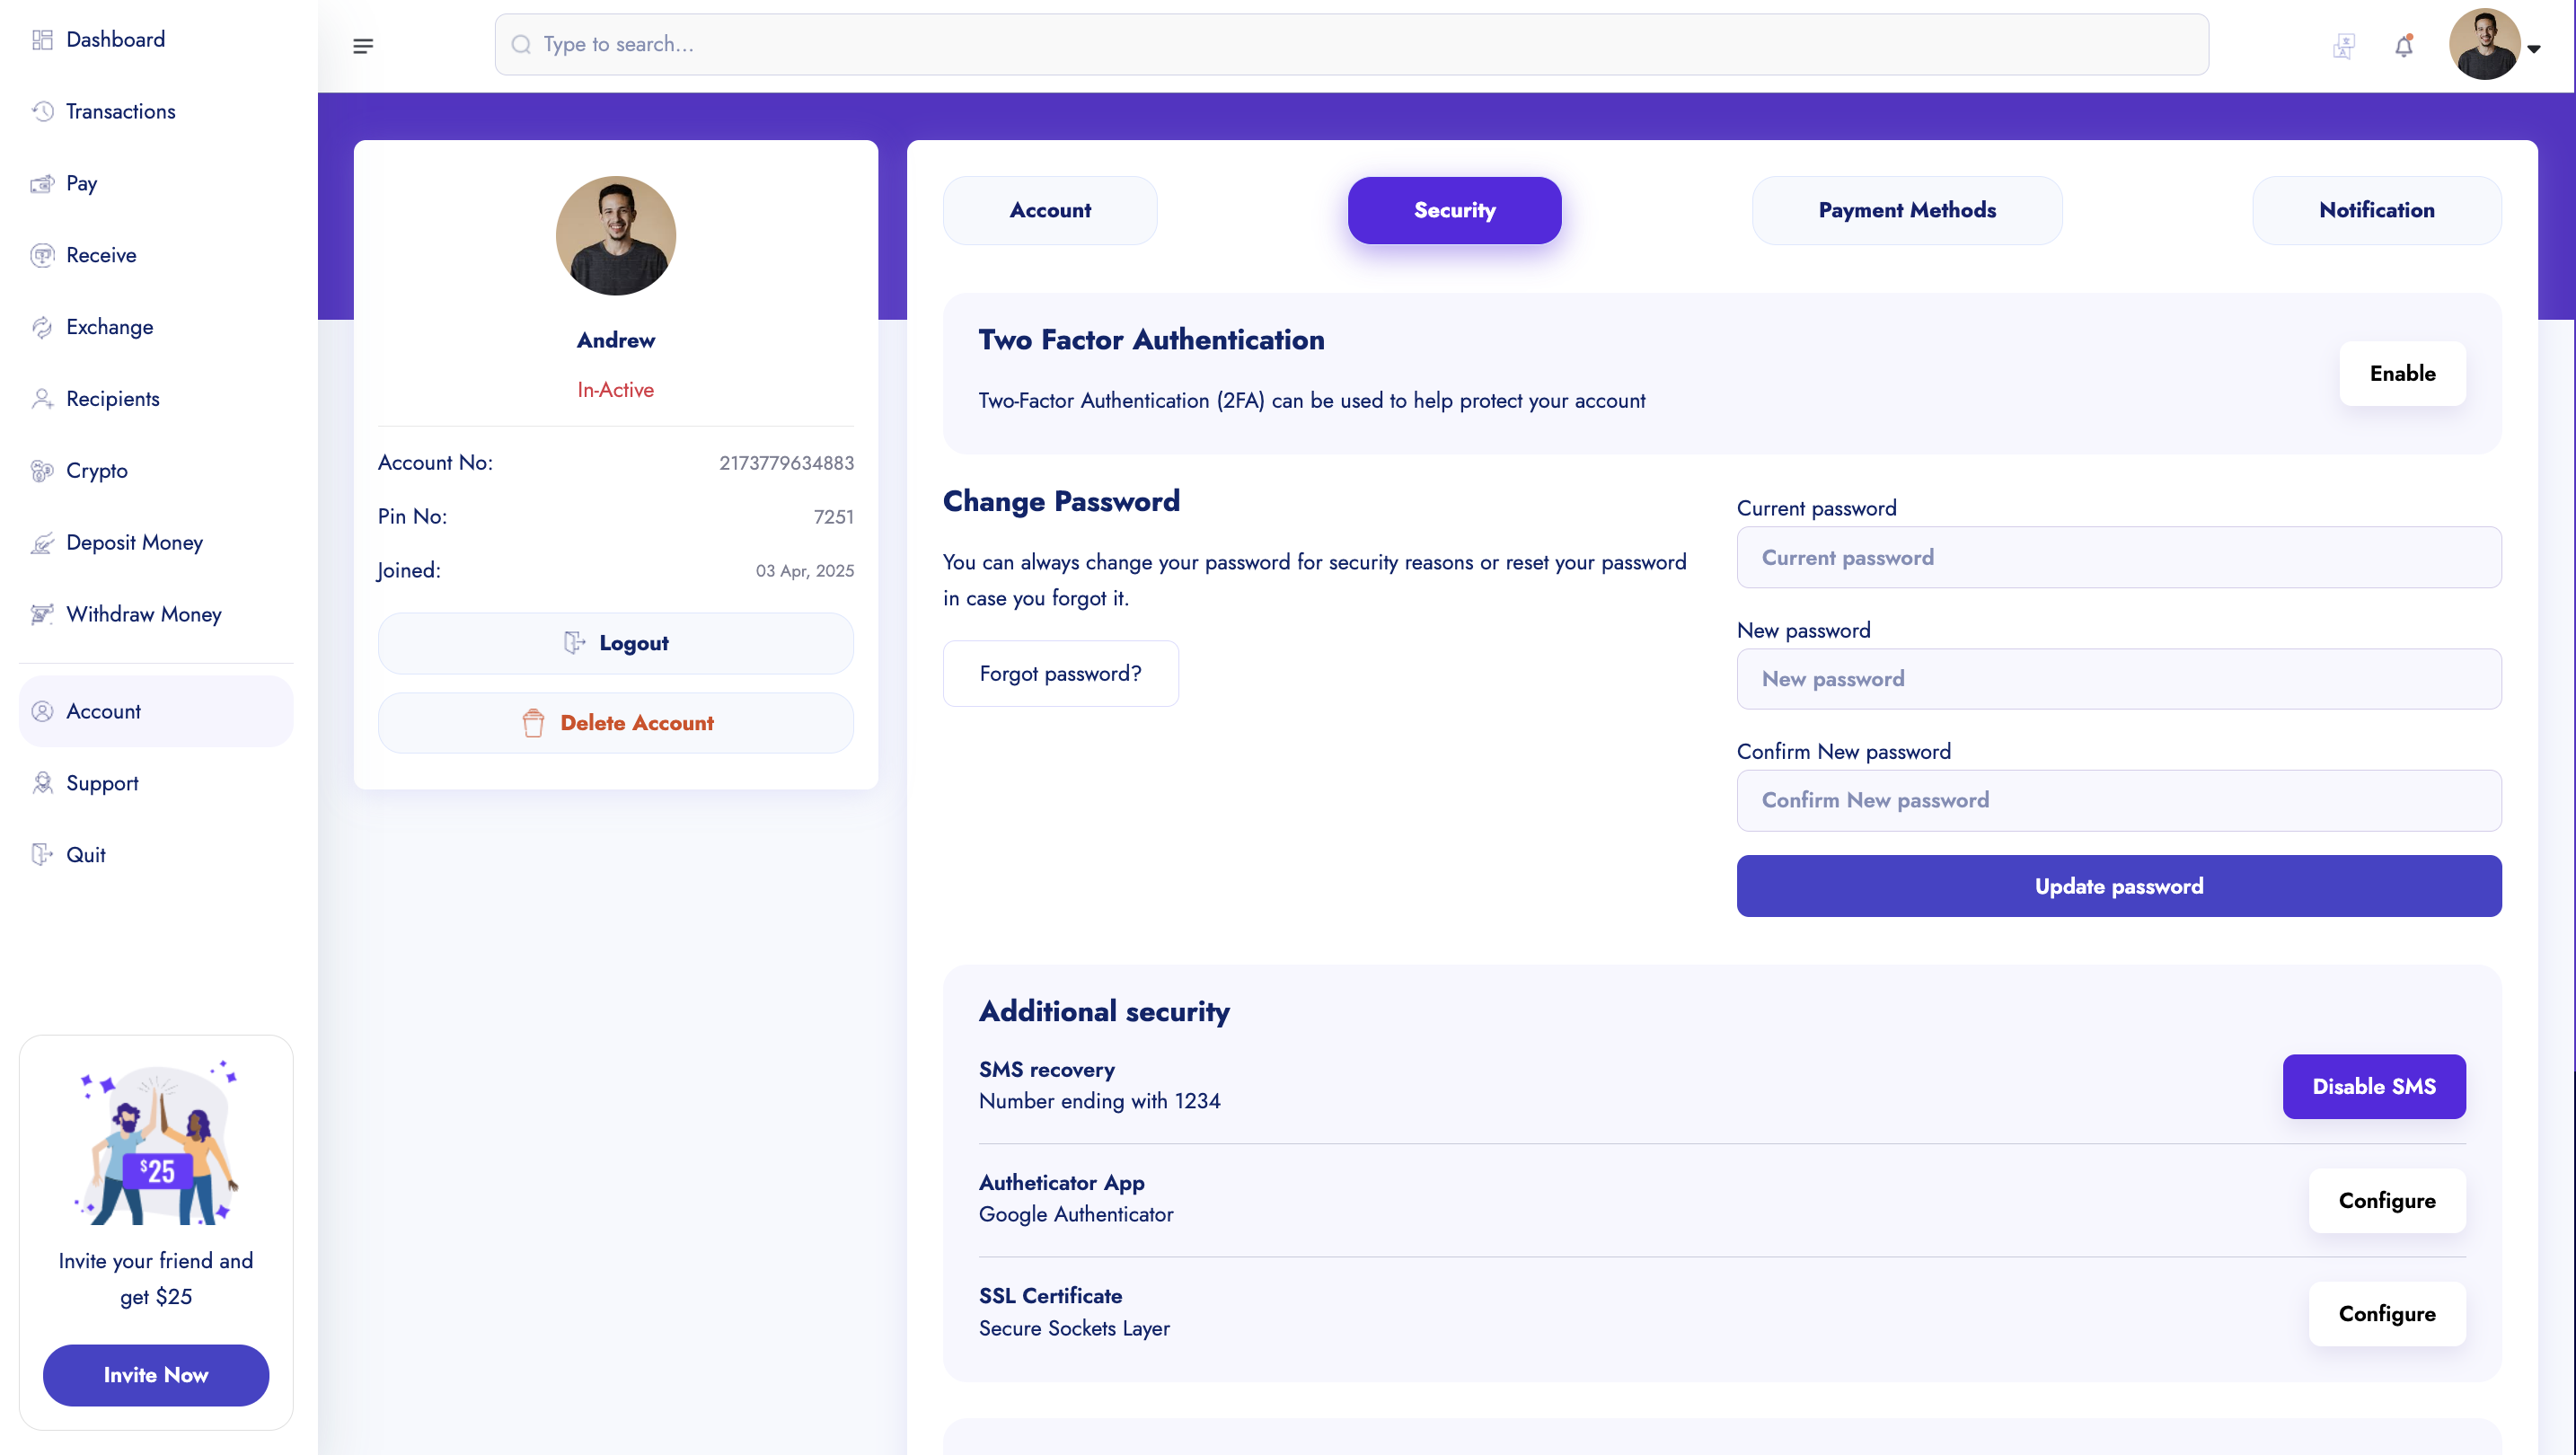 Dashboard
Transactions
Pay
Receive
Exchange
Recipients
Crypto
Deposit Money
Withdraw Money
Account
Support
Quit
$25
Invite your friend and
get $25
Invite Now
Type to search...
Andrew
In-Active
Account No: 2173779634883
Pin No: 7251
Joined: 03 Apr, 2025
Logout
Delete Account
Account Security Payment Methods Notification
Two Factor Authentication
Two-Factor Authentication (2FA) can be used to help protect your account
Enable
Change Password
You can always change your password for security reasons or reset your password
in case you forgot it.
Forgot password?
Current password
Current password
New password
New password
Confirm New password
Confirm New password
Update password
Additional security
SMS recovery
Number ending with 1234
Disable SMS
Autheticator App
Google Authenticator
Configure
SSL Certificate
Secure Sockets Layer
Configure